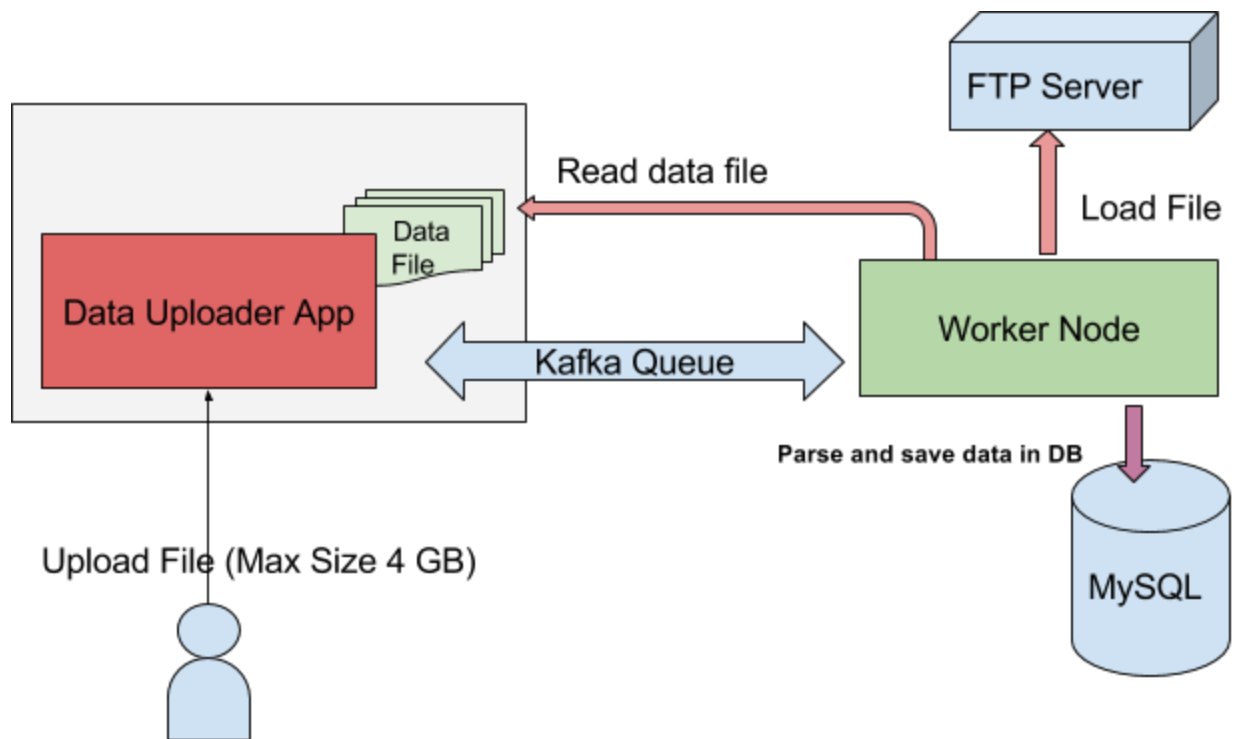 FTP Server
Read data file
Load File
Data
File
Data Uploader App
Worker Node
Kafka Queue
Parse and save data in DB
Upload File (Max Size 4 GB)
MySQL